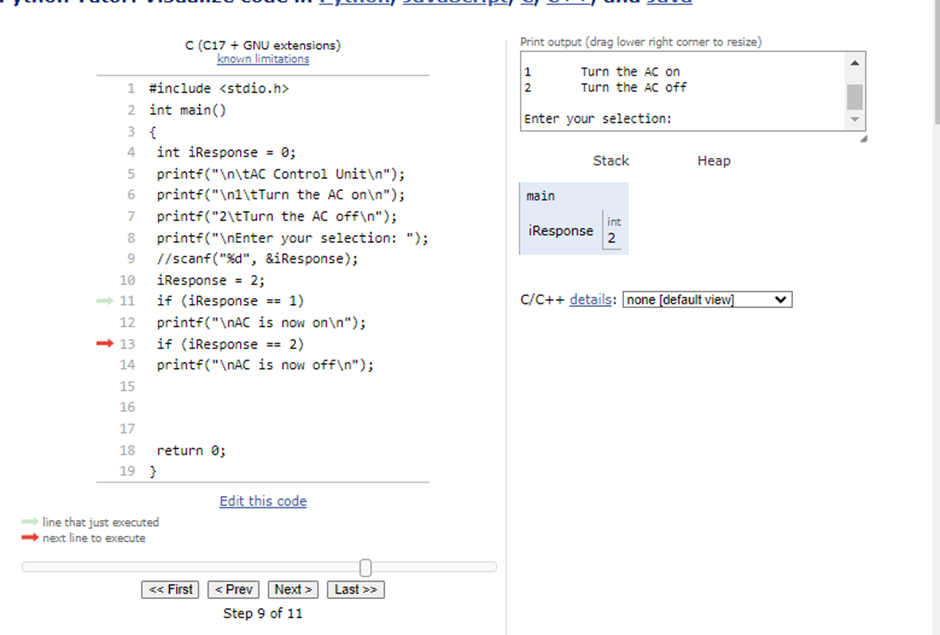 Python Tutor: Visualize code in Python, JavaScript, C, C++, and Java
C (C17 + GNU extensions)
known limitations
1 #include <stdio.h>
2 int main()
3 {
4 int iResponse = 0;
5 printf("\n\tAC Control Unit\n");
6 printf("\n1\tTurn the AC on\n");
7 printf("2\tTurn the AC off\n");
8 printf("\nEnter your selection: ");
9 //scanf("%d", &iResponse);
10 iResponse = 2;
11 if (iResponse == 1)
12 printf("\nAC is now on\n");
13 if (iResponse == 2)
14 printf("\nAC is now off\n");
15
16
17
18 return 0;
19 }
Edit this code
line that just executed
next line to execute
<< First < Prev Next > Last >>
Step 9 of 11
Print output (drag lower right corner to resize)
1 Turn the AC on
2 Turn the AC off
Enter your selection:
Stack Heap
main
iResponse int
2
C/C++ details: none [default view]